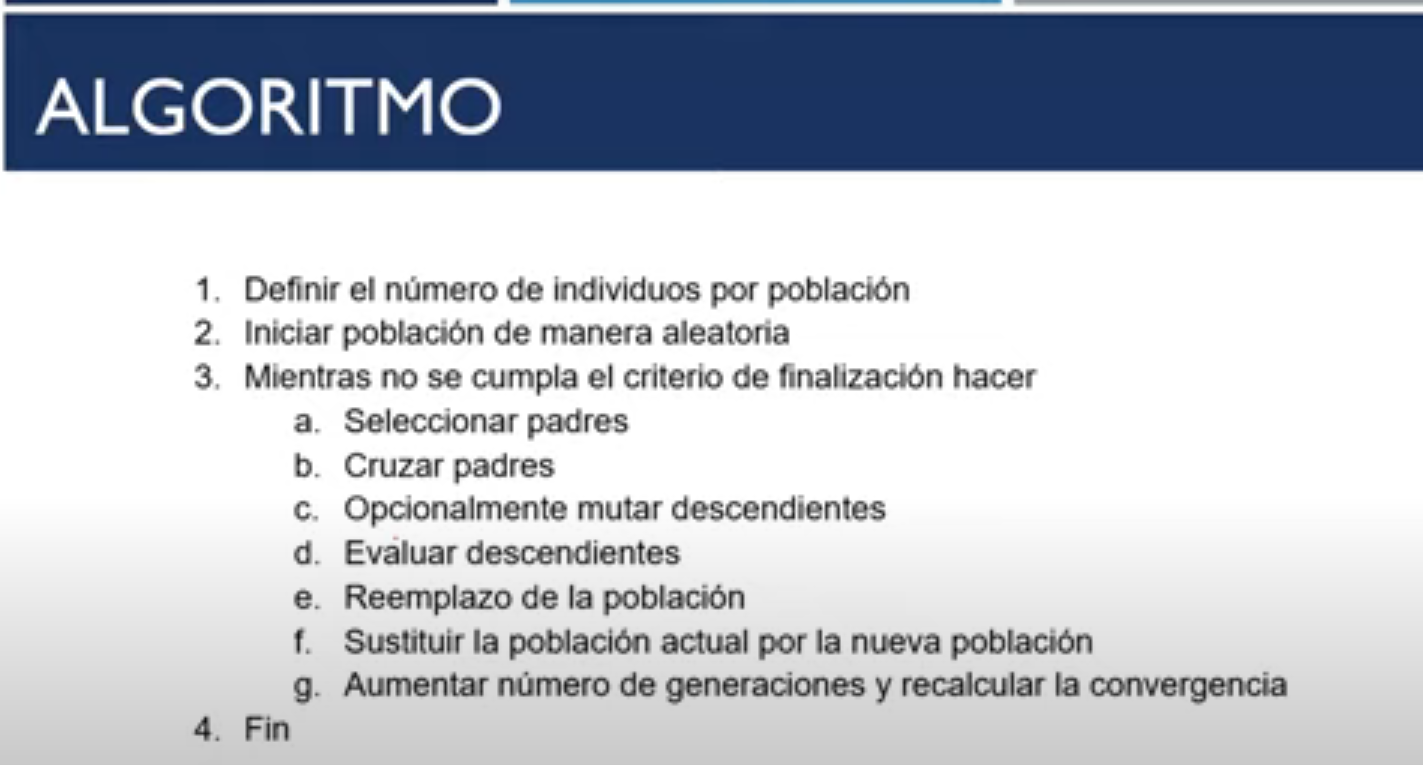 ALGORITMO
1. Definir el número de individuos por población
2. Iniciar población de manera aleatoria
3. Mientras no se cumpla el criterio de finalización hacer
a. Seleccionar padres
b. Cruzar padres
c. Opcionalmente mutar descendientes
d. Evaluar descendientes
e. Reemplazo de la población
f. Sustituir la población actual por la nueva población
g. Aumentar número de generaciones y recalcular la convergencia
4. Fin